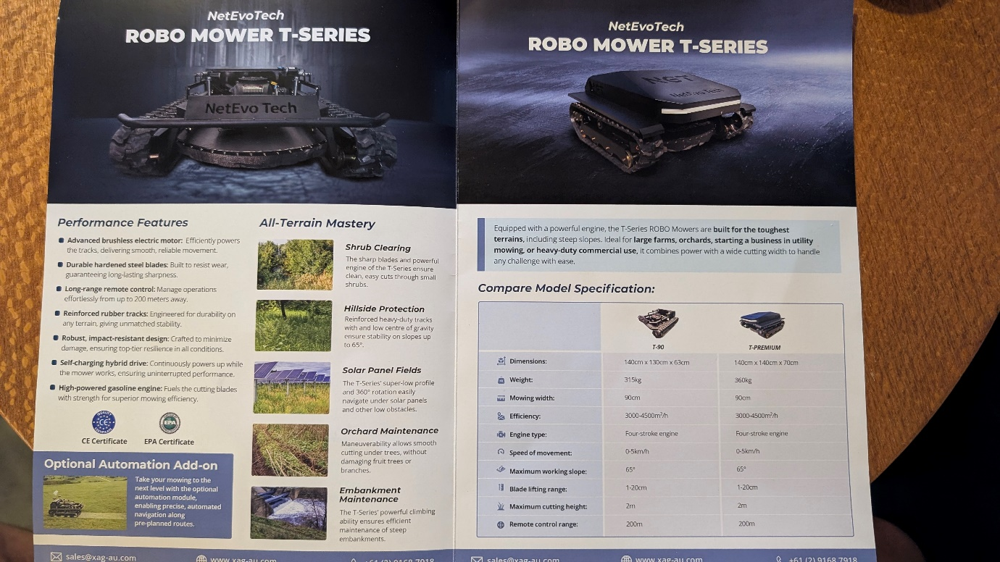 NetEvoTech
ROBO MOWER T-SERIES
NetEvo Tech
Performance Features
Advanced brushless electric motor: Efficiently powers
the tracks, delivering smooth, reliable movement.
Durable hardened steel blades: Built to resist wear,
guaranteeing long-lasting sharpness.
Long-range remote control: Manage operations
effortlessly from up to 200 meters away.
Reinforced rubber tracks: Engineered for durability on
any terrain, giving unmatched stability.
Robust, impact-resistant design: Crafted to minimize
damage, ensuring top-tier resilience in all conditions.
Self-charging hybrid drive: Continuously powers up while
the mower works, ensuring uninterrupted performance.
High-powered gasoline engine: Fuels the cutting blades
with strength for superior mowing efficiency.
CE
CE Certificate
EPA
EPA Certificate
Optional Automation Add-on
Take your mowing to the
next level with the optional
automation module,
enabling precise, automated
navigation along
pre-planned routes.
All-Terrain Mastery
Shrub Clearing
The sharp blades and powerful
engine of the T-Series ensure
clean, easy cuts through small
shrubs.
Hillside Protection
Reinforced heavy-duty tracks
with and low centre of gravity
ensure stability on slopes up
to 65°.
Solar Panel Fields
The T-Series' super-low profile
and 360° rotation easily
navigate under solar panels
and other low obstacles.
Orchard Maintenance
Maneuverability allows smooth
cutting under trees, without
damaging fruit trees or
branches.
Embankment
Maintenance
The T-Series' powerful climbing
ability ensures efficient
maintenance of steep
embankments.
sales@xag-au.com
www.xag-au.com
+61 (2) 9168 7918
NetEvoTech
ROBO MOWER T-SERIES
NET
NetEvo Tech
Equipped with a powerful engine, the T-Series ROBO Mowers are built for the toughest
terrains, including steep slopes. Ideal for large farms, orchards, starting a business in utility
mowing, or heavy-duty commercial use, it combines power with a wide cutting width to handle
any challenge with ease.
Compare Model Specification:
T-90 T-PREMIUM
Dimensions: 140cm x 130cm x 63cm 140cm x 140cm x 70cm
Weight: 315kg 360kg
Mowing width: 90cm 90cm
Efficiency: 3000-4500m²/h 3000-4500m²/h
Engine type: Four-stroke engine Four-stroke engine
Speed of movement: 0-5km/h 0-5km/h
Maximum working slope: 65° 65°
Blade lifting range: 1-20cm 1-20cm
Maximum cutting height: 2m 2m
Remote control range: 200m 200m
sales@xag-au.com
www.xag-au.com
+61 (2) 9168 7918